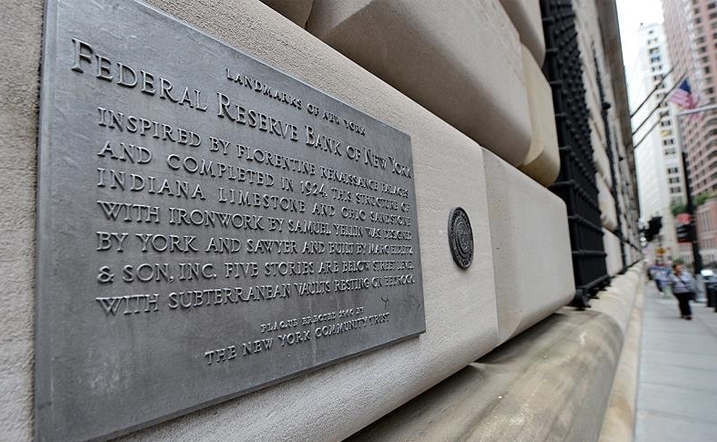 LANDMARKS OF NEW YORK
FEDERAL RESERVE BANK OF NEW YORK
INSPIRED BY FLORENTINE RENAISSANCE PALACES
AND COMPLETED IN 1924, THIS STRUCTURE OF
INDIANA LIMESTONE AND OHIO SANDSTONE
WITH IRONWORK BY SAMUEL YELLIN WAS DESIGNED
BY YORK AND SAWYER AND BUILT BY MARC EIDLITZ
& SON, INC. FIVE STORIES ARE BELOW STREET LEVEL
WITH SUBTERRANEAN VAULTS RESTING ON BEDROCK
PLAQUE ERECTED BY
THE NEW YORK COMMUNITY TRUST